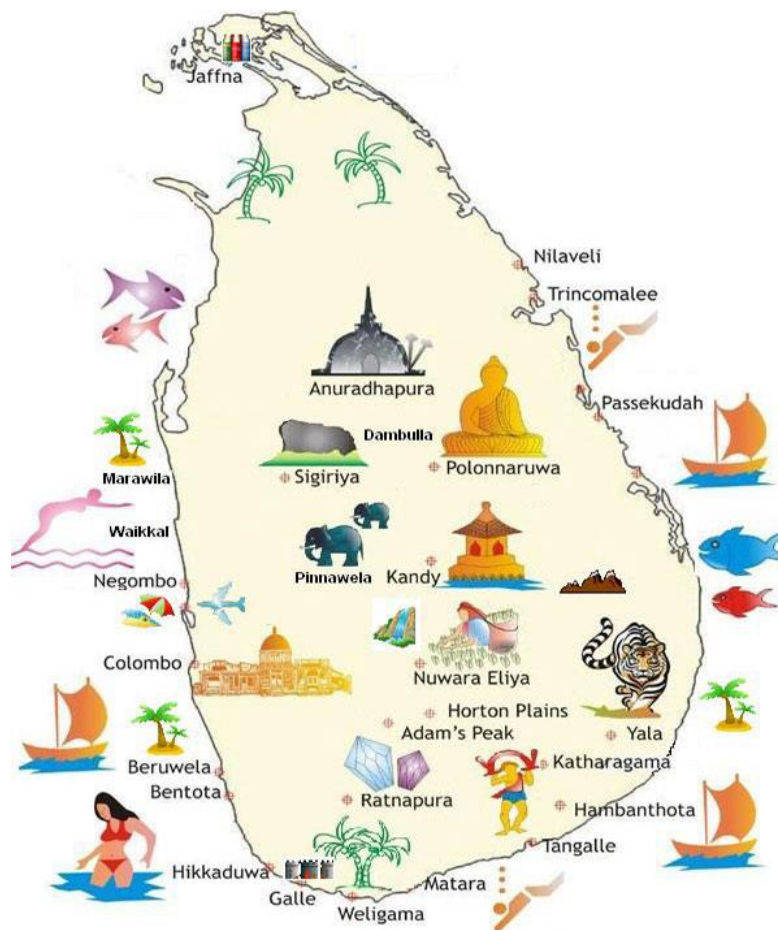 Jaffna
Nilaveli
Trincomalee
Anuradhapura
Passekudah
Dambulla
Marawila
Sigiriya
Polonnaruwa
Waikkal
Negombo
Pinnawela
Kandy
Colombo
Nuwara Eliya
Horton Plains
Adam's Peak
Yala
Beruwela
Katharagama
Bentota
Ratnapura
Hambanthota
Tangalle
Hikkaduwa
Galle
Matara
Weligama